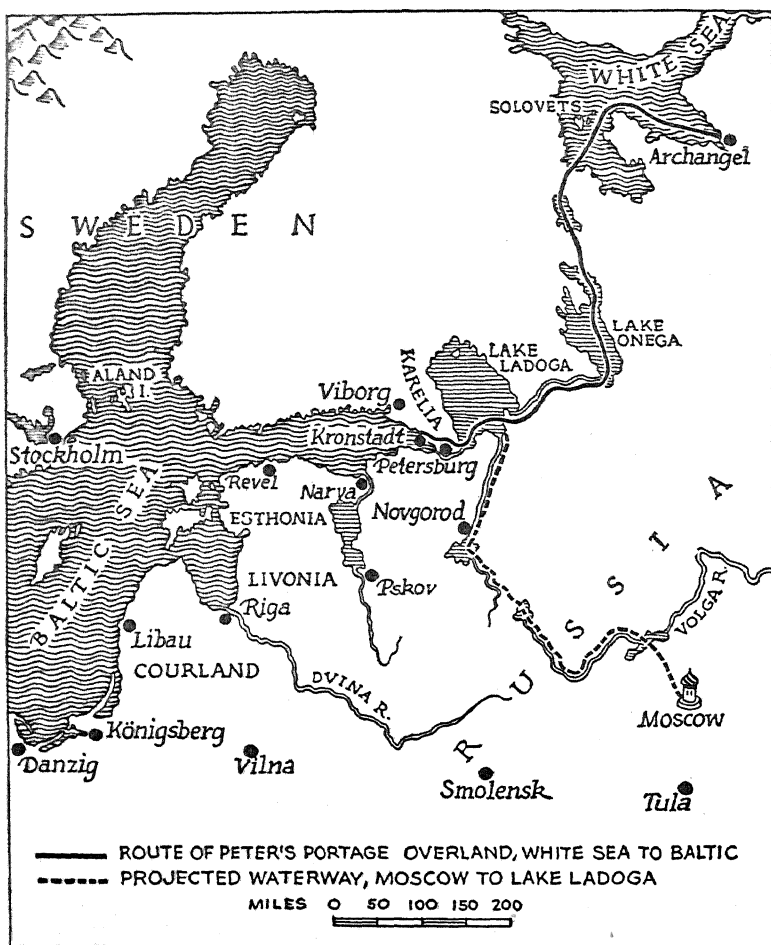 WHITE SEA
SOLOVETS
Archangel
SWEDEN
LAKE ONEGA
LAKE LADOGA
KARELIA
ALAND I.
Viborg
Kronstadt
Stockholm
Petersburg
Revel
Narva
BALTIC SEA
ESTHONIA
Novgorod
RUSSIA
LIVONIA
Pskov
VOLGA R.
Riga
Libau
COURLAND
DVINA R.
Moscow
Königsberg
Danzig
Vilna
Smolensk
Tula
ROUTE OF PETER'S PORTAGE OVERLAND, WHITE SEA TO BALTIC
PROJECTED WATERWAY, MOSCOW TO LAKE LADOGA
MILES 0 50 100 150 200